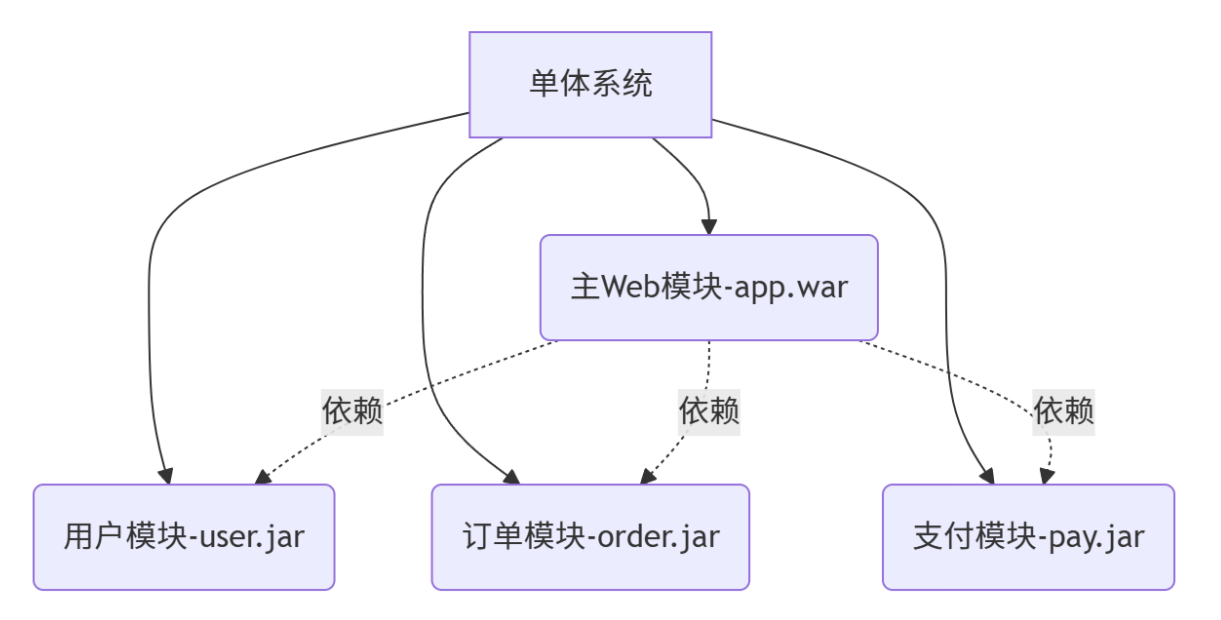 单体系统
主Web模块-app.war
依赖
依赖
依赖
用户模块-user.jar
订单模块-order.jar
支付模块-pay.jar